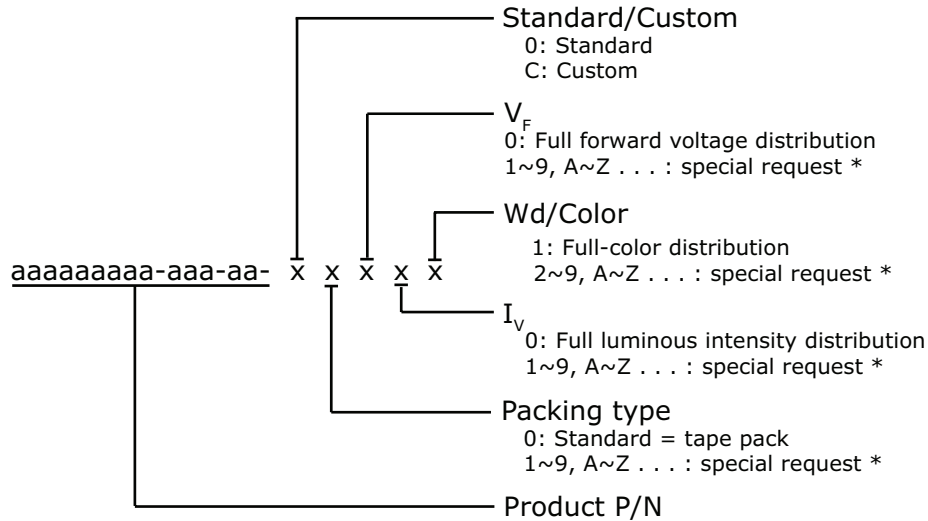 Standard/Custom
0: Standard
C: Custom
VF
0: Full forward voltage distribution
1~9, A~Z . . . : special request *
Wd/Color
1: Full-color distribution
2~9, A~Z . . . : special request *
aaaaaaaaa-aaa-aa- x x x x x
IV
0: Full luminous intensity distribution
1~9, A~Z . . . : special request *
Packing type
0: Standard = tape pack
1~9, A~Z . . . : special request *
Product P/N